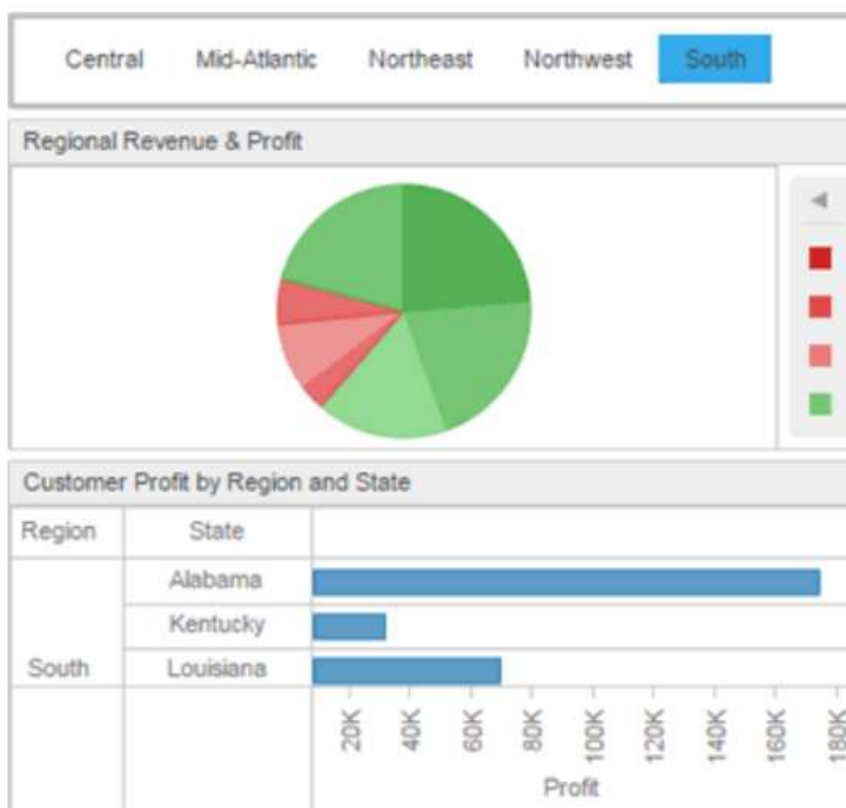 Central Mid-Atlantic Northeast Northwest South
Regional Revenue & Profit
Customer Profit by Region and State
Region State
Alabama
Kentucky
South Louisiana
20K 40K 60K 80K 100K 120K 140K 160K 180K
Profit